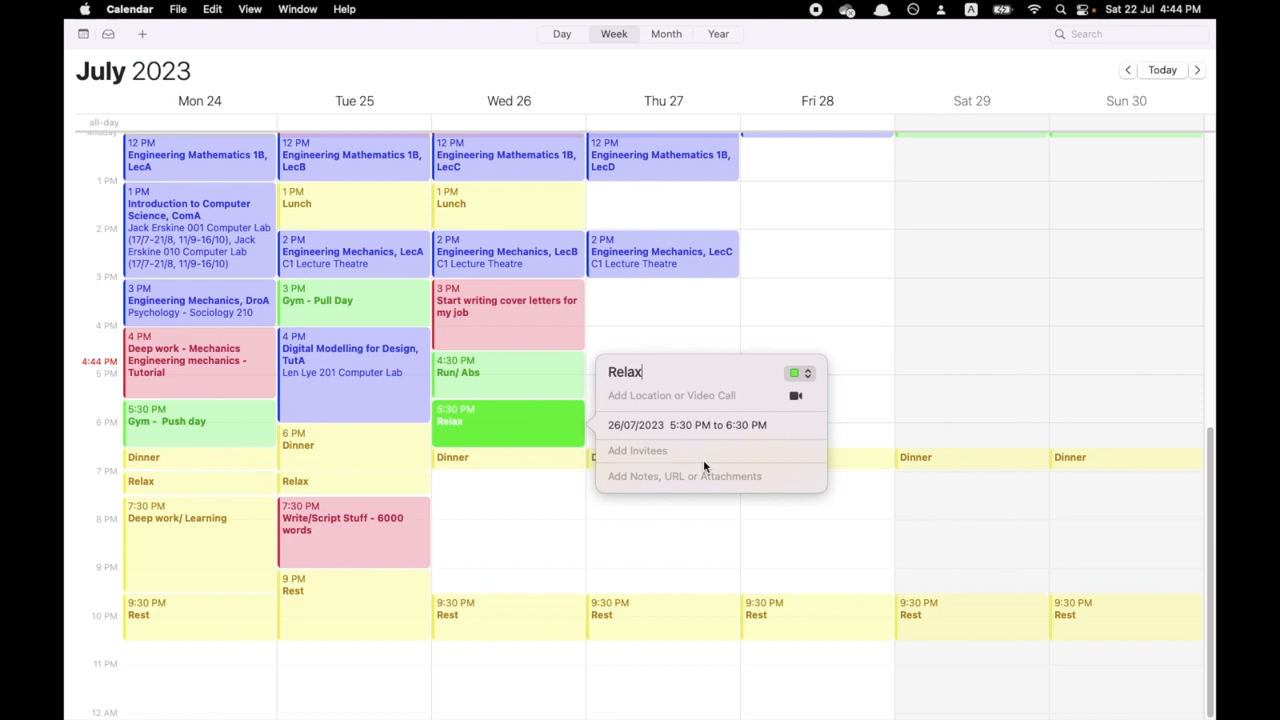 Calendar File Edit View Window Help A Sat 22 Jul 4:44 PM
Day Week Month Year Search
July 2023 Today
Mon 24 Tue 25 Wed 26 Thu 27 Fri 28 Sat 29 Sun 30
all-day
1 PM
2 PM
3 PM
4 PM
4:44 PM
5 PM
6 PM
7 PM
8 PM
9 PM
10 PM
11 PM
12 AM
12 PM
Engineering Mathematics 1B,
LecA
1 PM
Introduction to Computer
Science, ComA
Jack Erskine 001 Computer Lab
(17/7-21/8, 11/9-16/10), Jack
Erskine 010 Computer Lab
(17/7-21/8, 11/9-16/10)
3 PM
Engineering Mechanics, DroA
Psychology - Sociology 210
4 PM
Deep work - Mechanics
Engineering mechanics -
Tutorial
5:30 PM
Gym - Push day
Dinner
Relax
7:30 PM
Deep work/ Learning
9:30 PM
Rest
12 PM
Engineering Mathematics 1B,
LecB
1 PM
Lunch
2 PM
Engineering Mechanics, LecA
C1 Lecture Theatre
3 PM
Gym - Pull Day
4 PM
Digital Modelling for Design,
TutA
Len Lye 201 Computer Lab
6 PM
Dinner
Relax
7:30 PM
Write/Script Stuff - 6000
words
9 PM
Rest
12 PM
Engineering Mathematics 1B,
LecC
1 PM
Lunch
2 PM
Engineering Mechanics, LecB
C1 Lecture Theatre
3 PM
Start writing cover letters for
my job
4:30 PM
Run/ Abs
5:30 PM
Relax
Dinner
9:30 PM
Rest
12 PM
Engineering Mathematics 1B,
LecD
2 PM
Engineering Mechanics, LecC
C1 Lecture Theatre
Relax
Add Location or Video Call
26/07/2023 5:30 PM to 6:30 PM
Add Invitees
Add Notes, URL or Attachments
9:30 PM
Rest
9:30 PM
Rest
Dinner
9:30 PM
Rest
Dinner
9:30 PM
Rest